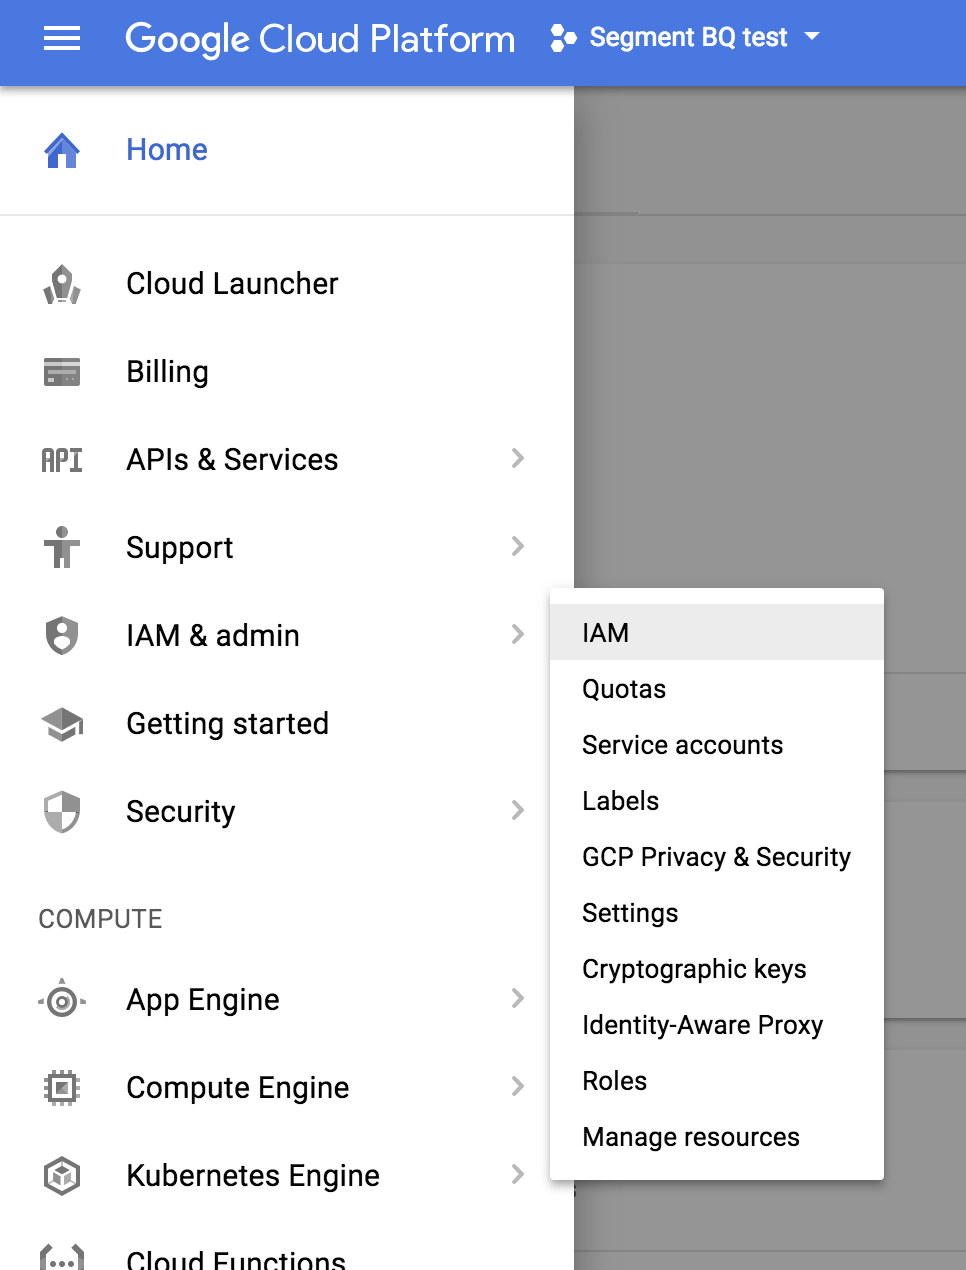 Google Cloud Platform
Segment BQ test
Home
Cloud Launcher
Billing
API
APIs & Services
Support
IAM & admin
Getting started
Security
IAM
Quotas
Service accounts
Labels
GCP Privacy & Security
Settings
Cryptographic keys
Identity-Aware Proxy
Roles
Manage resources
COMPUTE
App Engine
Compute Engine
Kubernetes Engine
Cloud Functions